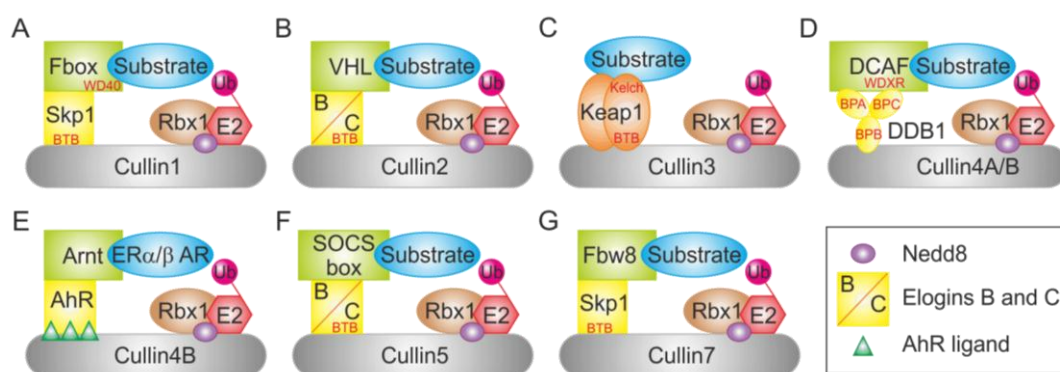 A
Fbox
Substrate
WD40
Ub
Skp1
BTB
Rbx1
E2
Cullin1
B
VHL
Substrate
Ub
B
C
BTB
Rbx1
E2
Cullin2
C
Substrate
Kelch
Keap1
BTB
Ub
Rbx1
E2
Cullin3
D
DCAF
Substrate
WDXR
Ub
BPA
BPC
BPB
DDB1
Rbx1
E2
Cullin4A/B
E
Arnt
ERα/β AR
Ub
AhR
Rbx1
E2
Cullin4B
F
SOCS
box
Substrate
Ub
B
C
BTB
Rbx1
E2
Cullin5
G
Fbw8
Substrate
Ub
Skp1
BTB
Rbx1
E2
Cullin7
Nedd8
B
C
Elogins B and C
AhR ligand